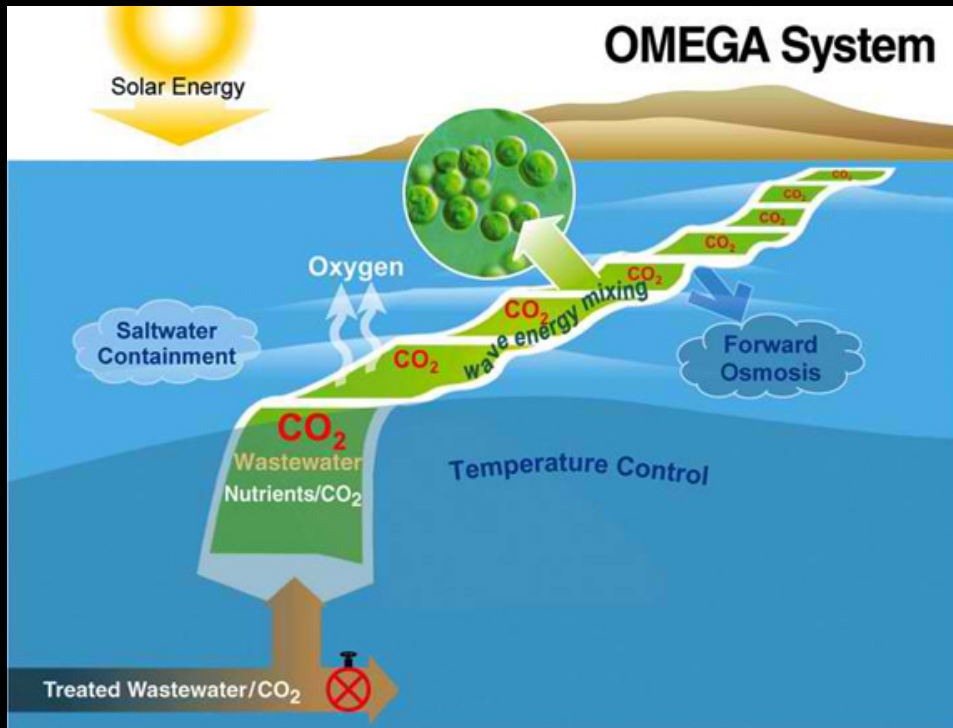 OMEGA System
Solar Energy
Oxygen
Saltwater
Containment
CO₂
CO₂
CO₂
CO₂
CO₂
CO₂
CO₂
CO₂
wave energy mixing
Forward
Osmosis
Wastewater
Nutrients/CO₂
Temperature Control
Treated Wastewater/CO₂